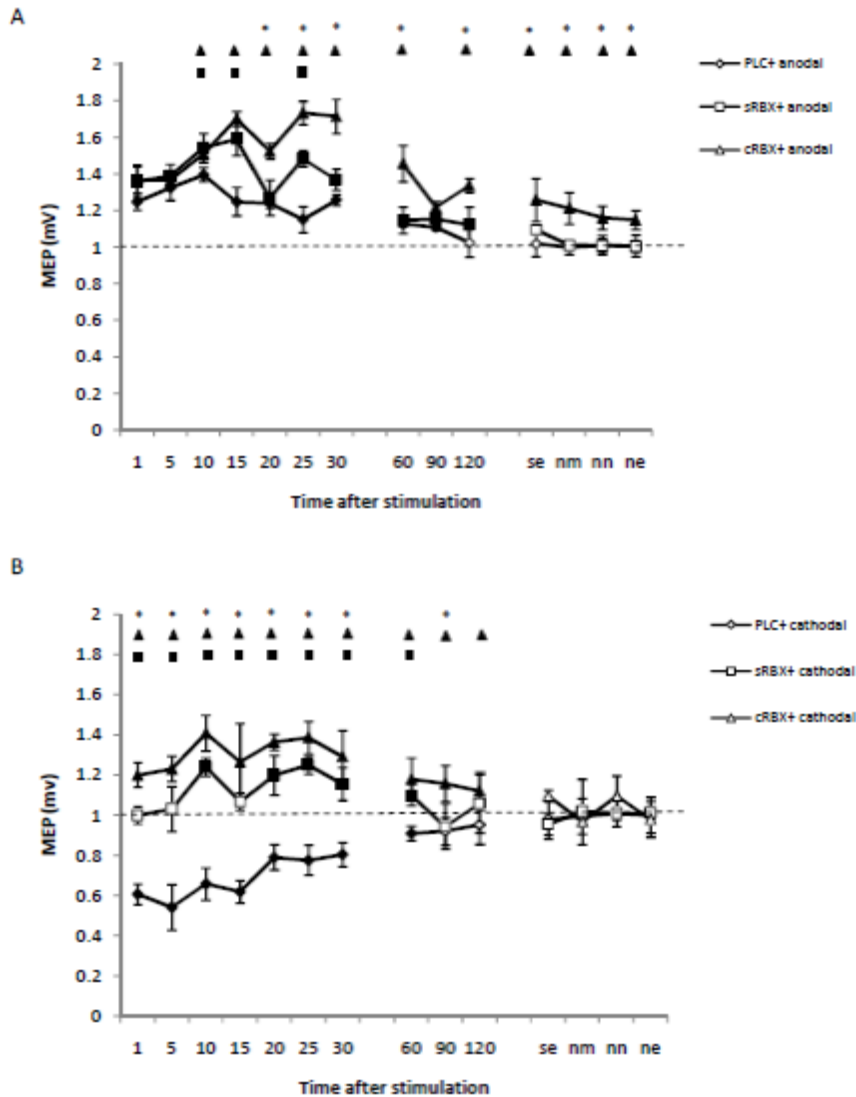 A
* * * * * * * * *
2
1.8
1.6
1.4
1.2
1
0.8
0.6
0.4
0.2
0
MEP (mV)
1 5 10 15 20 25 30 60 90 120 se nm nn ne
Time after stimulation
PLC+ anodal
sRBX+ anodal
cRBX+ anodal
B
* * * * * * * *
2
1.8
1.6
1.4
1.2
1
0.8
0.6
0.4
0.2
0
MEP (mv)
1 5 10 15 20 25 30 60 90 120 se nm nn ne
Time after stimulation
PLC+ cathodal
sRBX+ cathodal
cRBX+ cathodal